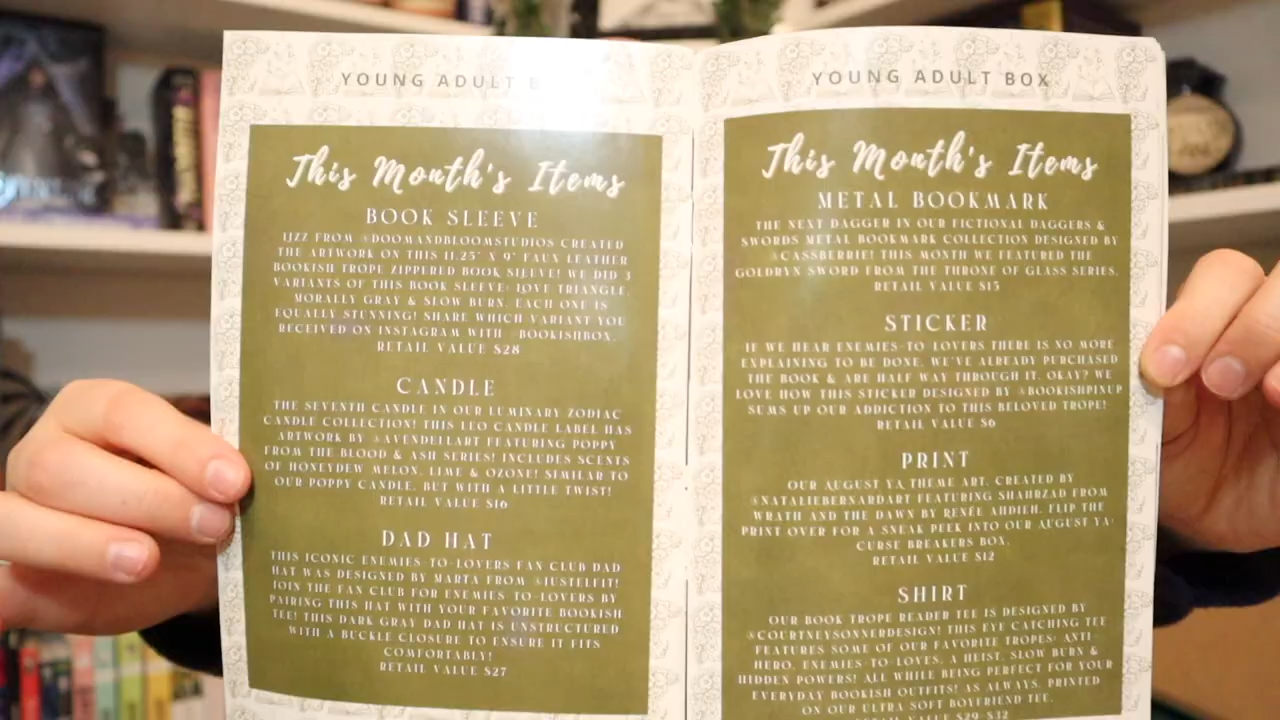 YOUNG ADULT B
This Month's Items
BOOK SLEEVE
LIZZ FROM @DOOMANDBLOOMSTUDIOS CREATED
THE ARTWORK ON THIS 11.25" X 9" FAUX LEATHER
BOOKISH TROPE ZIPPERED BOOK SLEEVE! WE DID 3
VARIANTS OF THIS BOOK SLEEVE: LOVE TRIANGLE,
MORALLY GRAY & SLOW BURN. EACH ONE IS
EQUALLY STUNNING! SHARE WHICH VARIANT YOU
RECEIVED ON INSTAGRAM WITH BOOKISHBOX.
RETAIL VALUE $28
CANDLE
THE SEVENTH CANDLE IN OUR LUMINARY ZODIAC
CANDLE COLLECTION! THIS LEO CANDLE LABEL HAS
ARTWORK BY @AVENDELLART FEATURING POPPY
FROM THE BLOOD & ASH SERIES! INCLUDES SCENTS
OF HONEYDEW MELON, LIME & OZONE! SIMILAR TO
OUR POPPY CANDLE, BUT WITH A LITTLE TWIST!
RETAIL VALUE $16
DAD HAT
THIS ICONIC ENEMIES-TO-LOVERS FAN CLUB DAD
HAT WAS DESIGNED BY MARTA FROM
JOIN THE FAN CLUB FOR ENEMIES-TO-LOVERS BY
PAIRING THIS HAT WITH YOUR FAVORITE BOOKISH
TEE! THIS DARK GRAY DAD HAT IS UNSTRUCTURED
WITH A BUCKLE CLOSURE TO ENSURE IT FITS
COMFORTABLY!
RETAIL VALUE $27
YOUNG ADULT BOX
This Month's Items
METAL BOOKMARK
THE NEXT DAGGER IN OUR FICTIONAL DAGGERS &
SWORDS METAL BOOKMARK COLLECTION DESIGNED BY
@CASSBERRIE! THIS MONTH WE FEATURED THE
GOLDRYN SWORD FROM THE THRONE OF GLASS SERIES.
RETAIL VALUE $15
STICKER
IF WE HEAR ENEMIES-TO LOVERS THERE IS NO MORE
EXPLAINING TO BE DONE. WE'VE ALREADY PURCHASED
THE BOOK & ARE HALF WAY THROUGH IT, OKAY? WE
LOVE HOW THIS STICKER DESIGNED BY @BOOKISHPINUP
SUMS UP OUR ADDICTION TO THIS BELOVED TROPE!
RETAIL VALUE $6
PRINT
OUR AUGUST YA THEME ART, CREATED BY
@NATALIEBERNARDART FEATURING SHAHRZAD FROM
WRATH AND THE DAWN BY RENÉE AHDIEH. FLIP THE
PRINT OVER FOR A SNEAK PEEK INTO OUR AUGUST YA:
CURSE BREAKERS BOX.
RETAIL VALUE $12
SHIRT
OUR BOOK TROPE READER TEE IS DESIGNED BY
@COURTNEYSONNERDESIGN! THIS EYE CATCHING TEE
FEATURES SOME OF OUR FAVORITE TROPES: ANTI-
HERO, ENEMIES-TO-LOVES, A HEIST, SLOW BURN &
HIDDEN POWERS! ALL WHILE BEING PERFECT FOR YOUR
EVERYDAY BOOKISH OUTFITS! AS ALWAYS, PRINTED
ON OUR ULTRA SOFT BOYFRIEND TEE.
RETAIL VALUE $29-$32